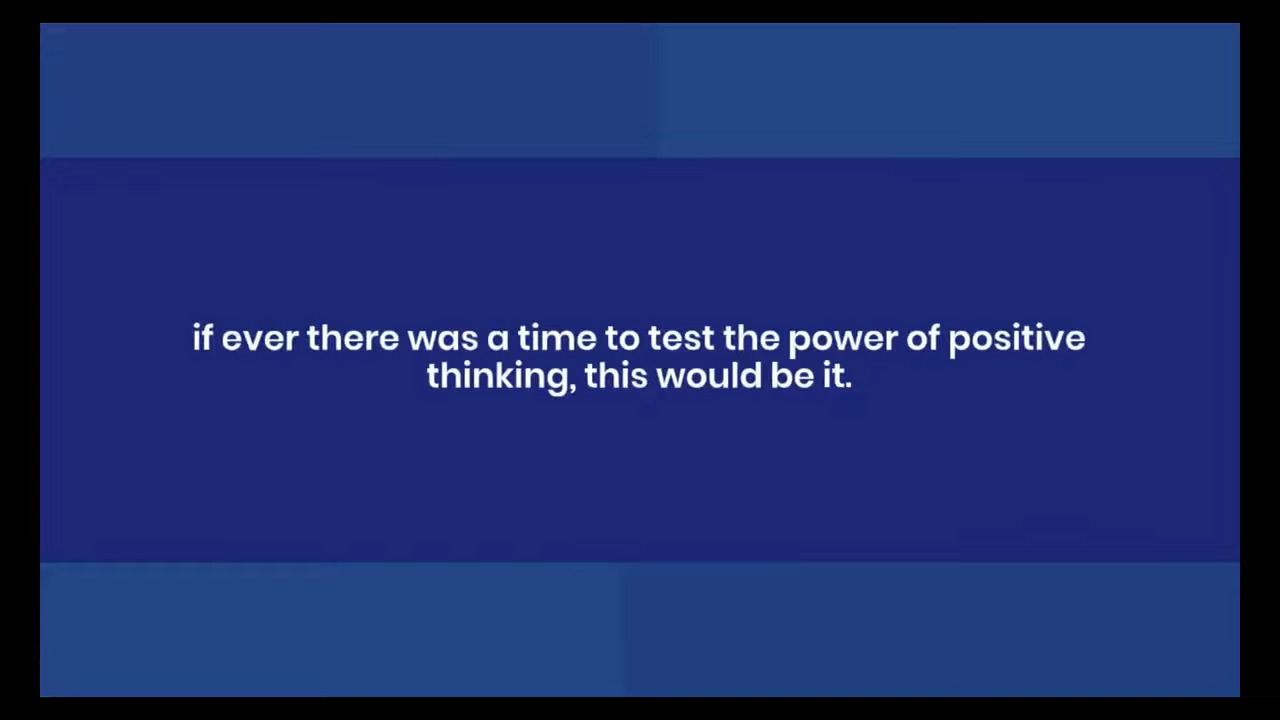 if ever there was a time to test the power of positive
thinking, this would be it.